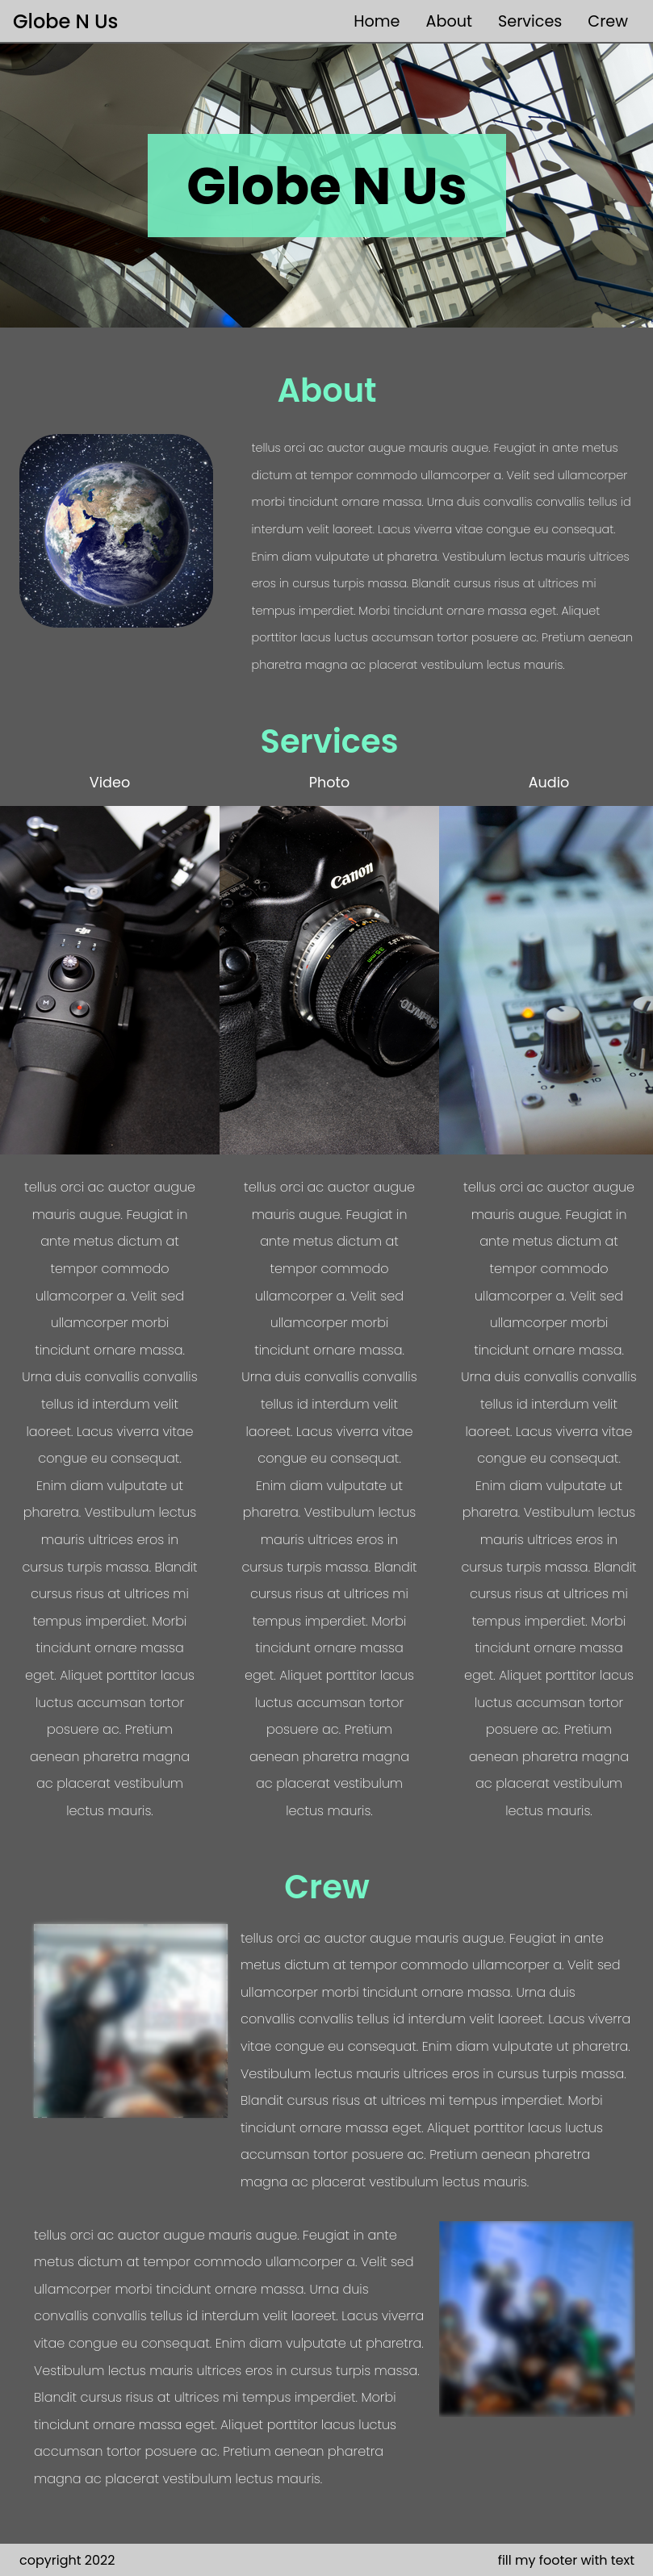 Globe N Us
Home About Services Crew
Globe N Us
About
tellus orci ac auctor augue mauris augue. Feugiat in ante metus
dictum at tempor commodo ullamcorper a. Velit sed ullamcorper
morbi tincidunt ornare massa. Urna duis convallis convallis tellus id
interdum velit laoreet. Lacus viverra vitae congue eu consequat.
Enim diam vulputate ut pharetra. Vestibulum lectus mauris ultrices
eros in cursus turpis massa. Blandit cursus risus at ultrices mi
tempus imperdiet. Morbi tincidunt ornare massa eget. Aliquet
porttitor lacus luctus accumsan tortor posuere ac. Pretium aenean
pharetra magna ac placerat vestibulum lectus mauris.
Services
Video
Photo
Audio
dji
M
Canon
OLYMPUS
tellus orci ac auctor augue
mauris augue. Feugiat in
ante metus dictum at
tempor commodo
ullamcorper a. Velit sed
ullamcorper morbi
tincidunt ornare massa.
Urna duis convallis convallis
tellus id interdum velit
laoreet. Lacus viverra vitae
congue eu consequat.
Enim diam vulputate ut
pharetra. Vestibulum lectus
mauris ultrices eros in
cursus turpis massa. Blandit
cursus risus at ultrices mi
tempus imperdiet. Morbi
tincidunt ornare massa
eget. Aliquet porttitor lacus
luctus accumsan tortor
posuere ac. Pretium
aenean pharetra magna
ac placerat vestibulum
lectus mauris.
tellus orci ac auctor augue
mauris augue. Feugiat in
ante metus dictum at
tempor commodo
ullamcorper a. Velit sed
ullamcorper morbi
tincidunt ornare massa.
Urna duis convallis convallis
tellus id interdum velit
laoreet. Lacus viverra vitae
congue eu consequat.
Enim diam vulputate ut
pharetra. Vestibulum lectus
mauris ultrices eros in
cursus turpis massa. Blandit
cursus risus at ultrices mi
tempus imperdiet. Morbi
tincidunt ornare massa
eget. Aliquet porttitor lacus
luctus accumsan tortor
posuere ac. Pretium
aenean pharetra magna
ac placerat vestibulum
lectus mauris.
tellus orci ac auctor augue
mauris augue. Feugiat in
ante metus dictum at
tempor commodo
ullamcorper a. Velit sed
ullamcorper morbi
tincidunt ornare massa.
Urna duis convallis convallis
tellus id interdum velit
laoreet. Lacus viverra vitae
congue eu consequat.
Enim diam vulputate ut
pharetra. Vestibulum lectus
mauris ultrices eros in
cursus turpis massa. Blandit
cursus risus at ultrices mi
tempus imperdiet. Morbi
tincidunt ornare massa
eget. Aliquet porttitor lacus
luctus accumsan tortor
posuere ac. Pretium
aenean pharetra magna
ac placerat vestibulum
lectus mauris.
Crew
tellus orci ac auctor augue mauris augue. Feugiat in ante
metus dictum at tempor commodo ullamcorper a. Velit sed
ullamcorper morbi tincidunt ornare massa. Urna duis
convallis convallis tellus id interdum velit laoreet. Lacus viverra
vitae congue eu consequat. Enim diam vulputate ut pharetra.
Vestibulum lectus mauris ultrices eros in cursus turpis massa.
Blandit cursus risus at ultrices mi tempus imperdiet. Morbi
tincidunt ornare massa eget. Aliquet porttitor lacus luctus
accumsan tortor posuere ac. Pretium aenean pharetra
magna ac placerat vestibulum lectus mauris.
tellus orci ac auctor augue mauris augue. Feugiat in ante
metus dictum at tempor commodo ullamcorper a. Velit sed
ullamcorper morbi tincidunt ornare massa. Urna duis
convallis convallis tellus id interdum velit laoreet. Lacus viverra
vitae congue eu consequat. Enim diam vulputate ut pharetra.
Vestibulum lectus mauris ultrices eros in cursus turpis massa.
Blandit cursus risus at ultrices mi tempus imperdiet. Morbi
tincidunt ornare massa eget. Aliquet porttitor lacus luctus
accumsan tortor posuere ac. Pretium aenean pharetra
magna ac placerat vestibulum lectus mauris.
copyright 2022
fill my footer with text